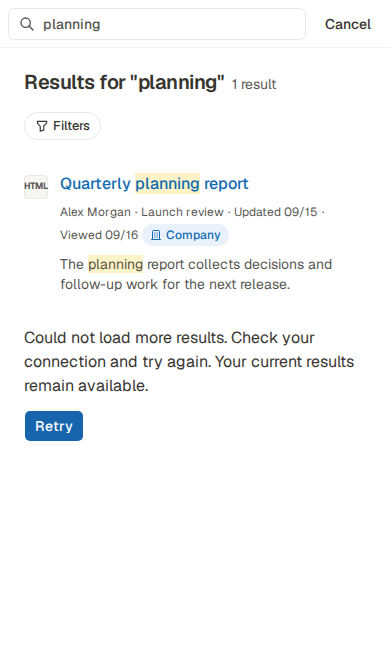 planning
Cancel
Results for "planning" 1 result
Filters
HTML
Quarterly planning report
Alex Morgan · Launch review · Updated 09/15 ·
Viewed 09/16 Company
The planning report collects decisions and
follow-up work for the next release.
Could not load more results. Check your
connection and try again. Your current results
remain available.
Retry